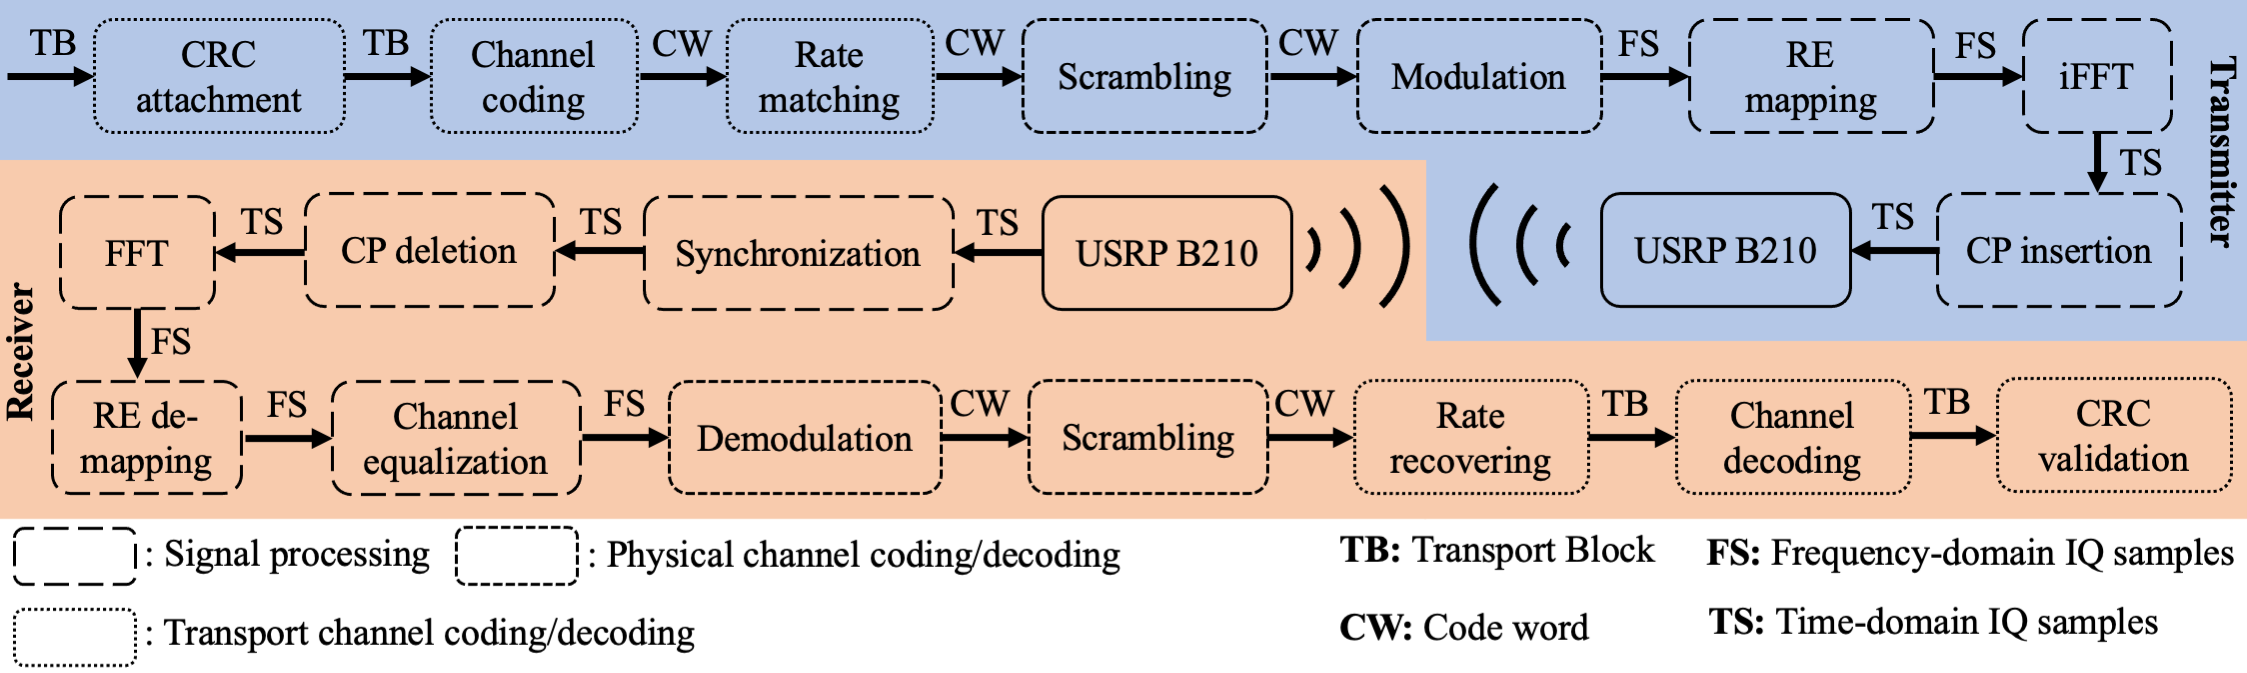 TB
CRC
attachment
TB
Channel
coding
CW
Rate
matching
CW
Scrambling
CW
Modulation
FS
RE
mapping
FS
iFFT
Transmitter
TS
CP insertion
TS
USRP B210
USRP B210
TS
Synchronization
TS
CP deletion
TS
FFT
Receiver
FS
RE de-
mapping
FS
Channel
equalization
FS
Demodulation
CW
Scrambling
CW
Rate
recovering
TB
Channel
decoding
TB
CRC
validation
: Signal processing
: Physical channel coding/decoding
: Transport channel coding/decoding
TB: Transport Block
FS: Frequency-domain IQ samples
CW: Code word
TS: Time-domain IQ samples